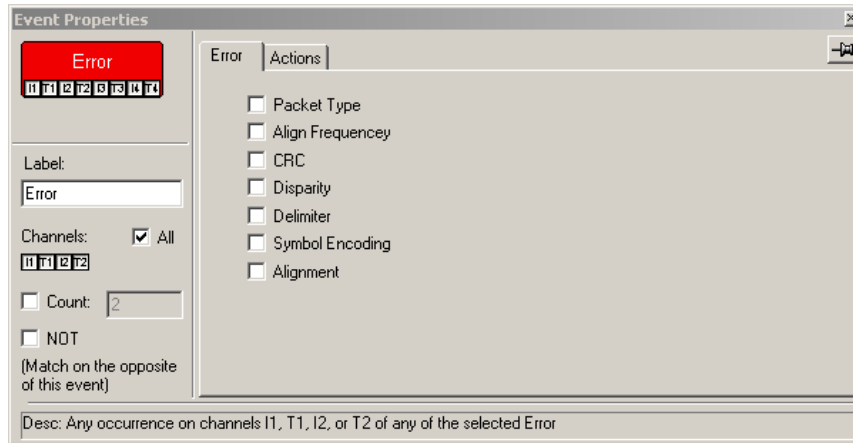 Event Properties
Error
I1 T1 I2 T2 I3 T3 I4 T4
Error Actions
Packet Type
Align Frequencey
CRC
Disparity
Delimiter
Symbol Encoding
Alignment
Label:
Error
Channels: All
I1 T1 I2 T2
Count: 2
NOT
(Match on the opposite
of this event)
Desc: Any occurrence on channels I1, T1, I2, or T2 of any of the selected Error